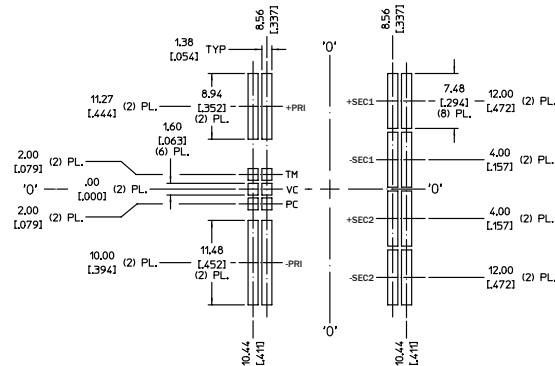 8.56
[.337]
'0'
8.56
[.337]
1.38
[.054]
TYP
11.27
[.444]
(2) PL.
8.94
[.352]
(2) PL.
+PRI
+SEC1
7.48
[.294]
(8) PL.
12.00
[.472]
(2) PL.
1.60
[.063]
(6) PL.
2.00
[.079]
(2) PL.
TM
-SEC1
4.00
[.157]
(2) PL.
'0'
.00
[.000]
(2) PL.
VC
'0'
2.00
[.079]
(2) PL.
PC
+SEC2
4.00
[.157]
(2) PL.
10.00
[.394]
(2) PL.
11.48
[.452]
(2) PL.
-PRI
-SEC2
12.00
[.472]
(2) PL.
10.44
[.411]
'0'
10.44
[.411]